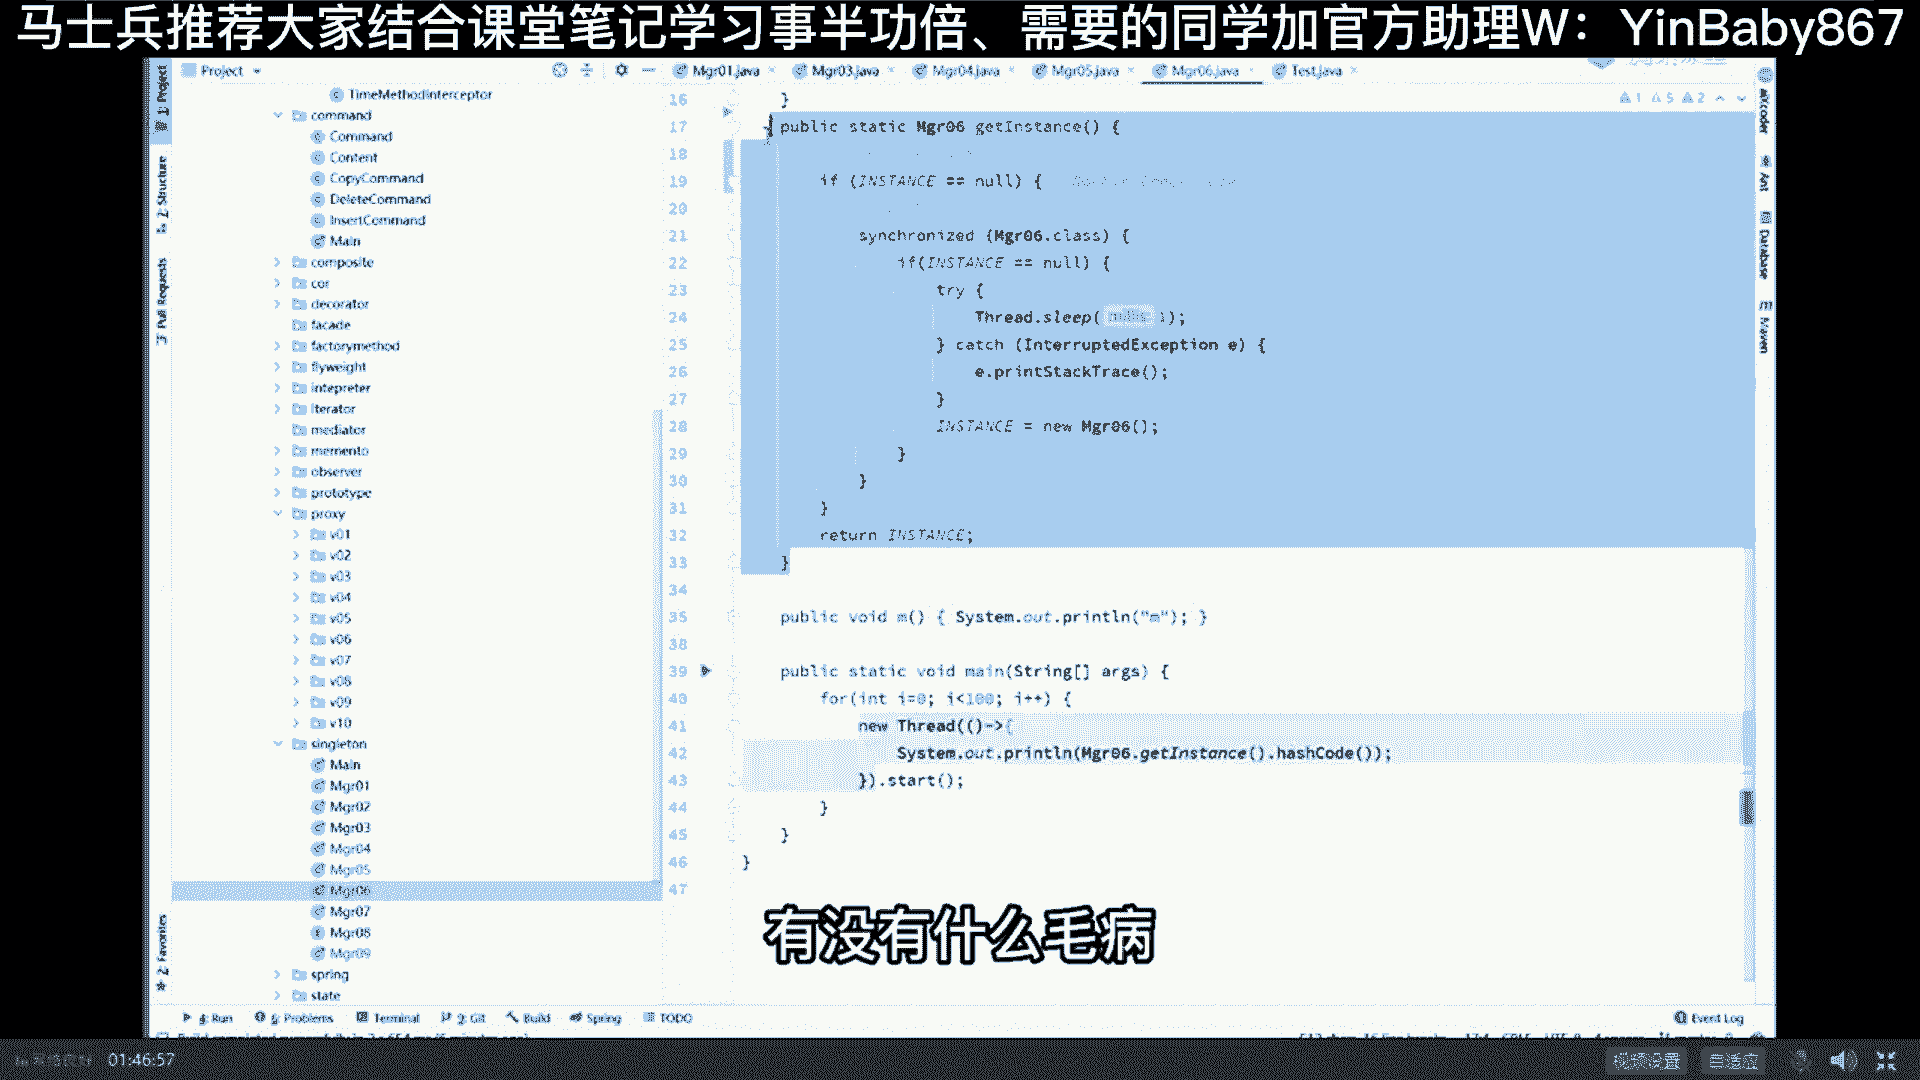 马士兵推荐大家结合课堂笔记学习事半功倍、需要的同学加官方助理W：YinBaby867
Project
Mgr01.java
Mgr03.java
Mgr04.java
Mgr05.java
Mgr06.java
Test.java
1: Project
2: Structure
Pull Requests
2: Favorites
TimeMethodInterceptor
command
Command
Content
CopyCommand
DeleteCommand
InsertCommand
Main
composite
cor
decorator
facade
factorymethod
flyweight
intepreter
iterator
mediator
memento
observer
prototype
proxy
v01
v02
v03
v04
v05
v06
v07
v08
v09
v10
singleton
Main
Mgr01
Mgr02
Mgr03
Mgr04
Mgr05
Mgr06
Mgr07
Mgr08
Mgr09
spring
state
1 5 2
16 }
17 public static Mgr06 getInstance() {
18
19 if (INSTANCE == null) {
20
21 synchronized (Mgr06.class) {
22 if(INSTANCE == null) {
23 try {
24 Thread.sleep( 1);
25 } catch (InterruptedException e) {
26 e.printStackTrace();
27 }
28 INSTANCE = new Mgr06();
29 }
30 }
31 }
32 return INSTANCE;
33 }
34
35 public void m() { System.out.println("m"); }
38
39 public static void main(String[] args) {
40 for(int i=0; i<100; i++) {
41 new Thread(()->{
42 System.out.println(Mgr06.getInstance().hashCode());
43 }).start();
44 }
45 }
46 }
47
Ant
Database
Maven
有没有什么毛病
4: Run
6: Problems
Terminal
9: Git
Build
Spring
TODO
Event Log
01:46:57
视频设置
自适应